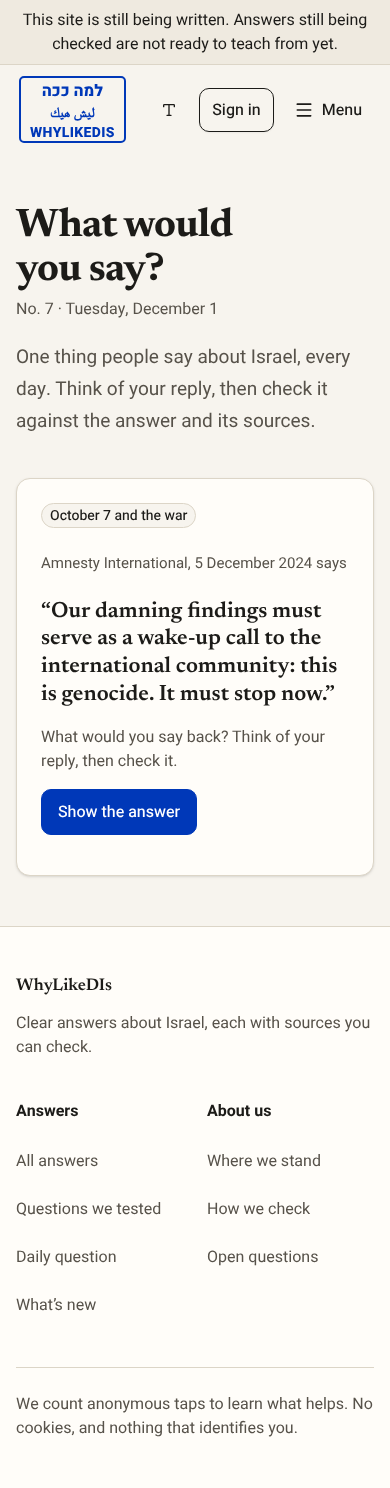 This site is still being written. Answers still being
checked are not ready to teach from yet.
למה ככה
ليش هيك
WHYLIKEDIS
T
Sign in
Menu
What would
you say?
No. 7 · Tuesday, December 1
One thing people say about Israel, every
day. Think of your reply, then check it
against the answer and its sources.
October 7 and the war
Amnesty International, 5 December 2024 says
“Our damning findings must
serve as a wake-up call to the
international community: this
is genocide. It must stop now.”
What would you say back? Think of your
reply, then check it.
Show the answer
WhyLikeDIs
Clear answers about Israel, each with sources you
can check.
Answers
All answers
Questions we tested
Daily question
What’s new
About us
Where we stand
How we check
Open questions
We count anonymous taps to learn what helps. No
cookies, and nothing that identifies you.